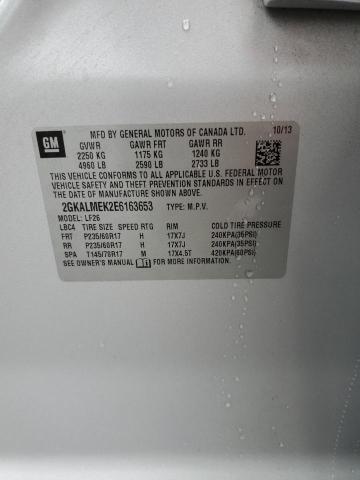 GM
MFD BY GENERAL MOTORS OF CANADA LTD. 10/13
GVWR GAWR FRT GAWR RR
2250 KG 1175 KG 1240 KG
4960 LB 2590 LB 2733 LB
THIS VEHICLE CONFORMS TO ALL APPLICABLE U.S. FEDERAL MOTOR
VEHICLE SAFETY AND THEFT PREVENTION STANDARDS IN EFFECT ON
THE DATE OF MANUFACTURE SHOWN ABOVE.
2GKALMEK2E6163653 TYPE: M.P.V.
MODEL: LF26
LBC4 TIRE SIZE SPEED RTG RIM COLD TIRE PRESSURE
FRT P235/60R17 H 17X7J 240KPA(35PSI)
RR P235/60R17 H 17X7J 240KPA(35PSI)
SPA T145/70R17 M 17X4.5T 420KPA(60PSI)
SEE OWNER'S MANUAL FOR MORE INFORMATION.